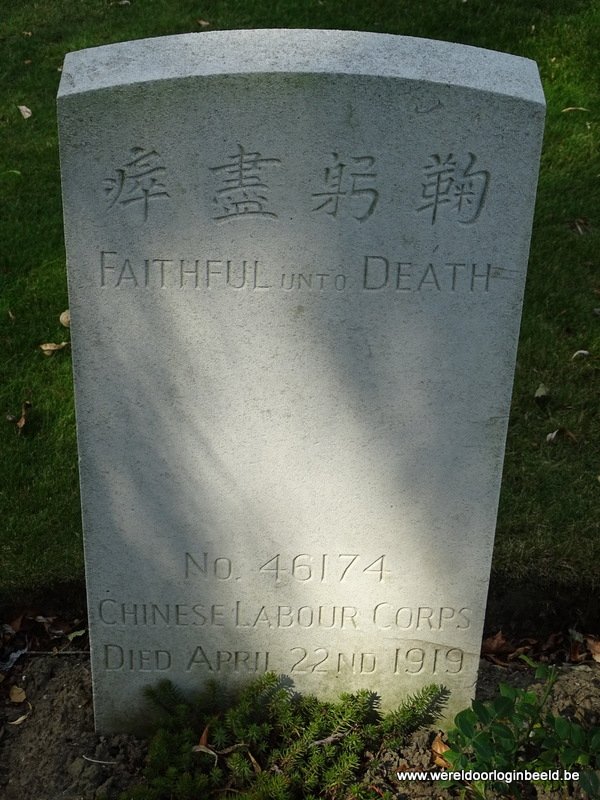 鞠躬盡瘁
FAITHFUL UNTO DEATH
No. 46174
CHINESE LABOUR CORPS
DIED APRIL 22ND 1919
www.wereldoorloginbeeld.be